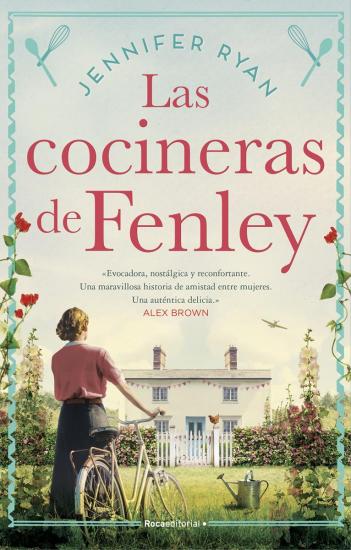 JENNIFER RYAN
Las
cocineras
de Fenley
«Evocadora, nostálgica y reconfortante.
Una maravillosa historia de amistad entre mujeres.
Una auténtica delicia.»
ALEX BROWN
Rocaeditorial